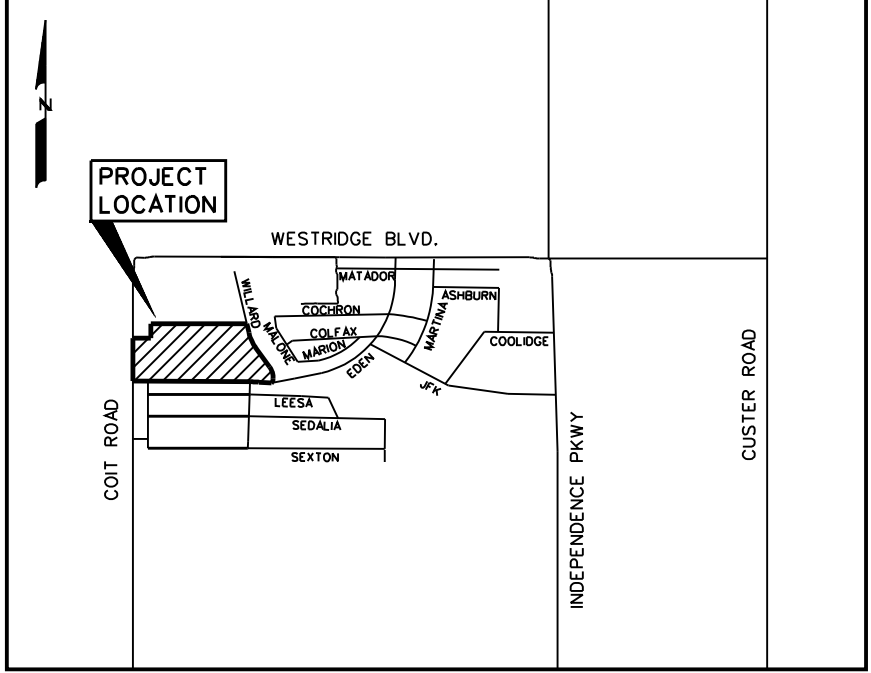 N
PROJECT
LOCATION
WESTRIDGE BLVD.
MATADOR
WILLARD
ASHBURN
COCHRON
MARTINA
MALONE
COLFAX
COOLIDGE
MARION
EDEN
JFK
LEESA
SEDALIA
SEXTON
COIT ROAD
INDEPENDENCE PKWY
CUSTER ROAD